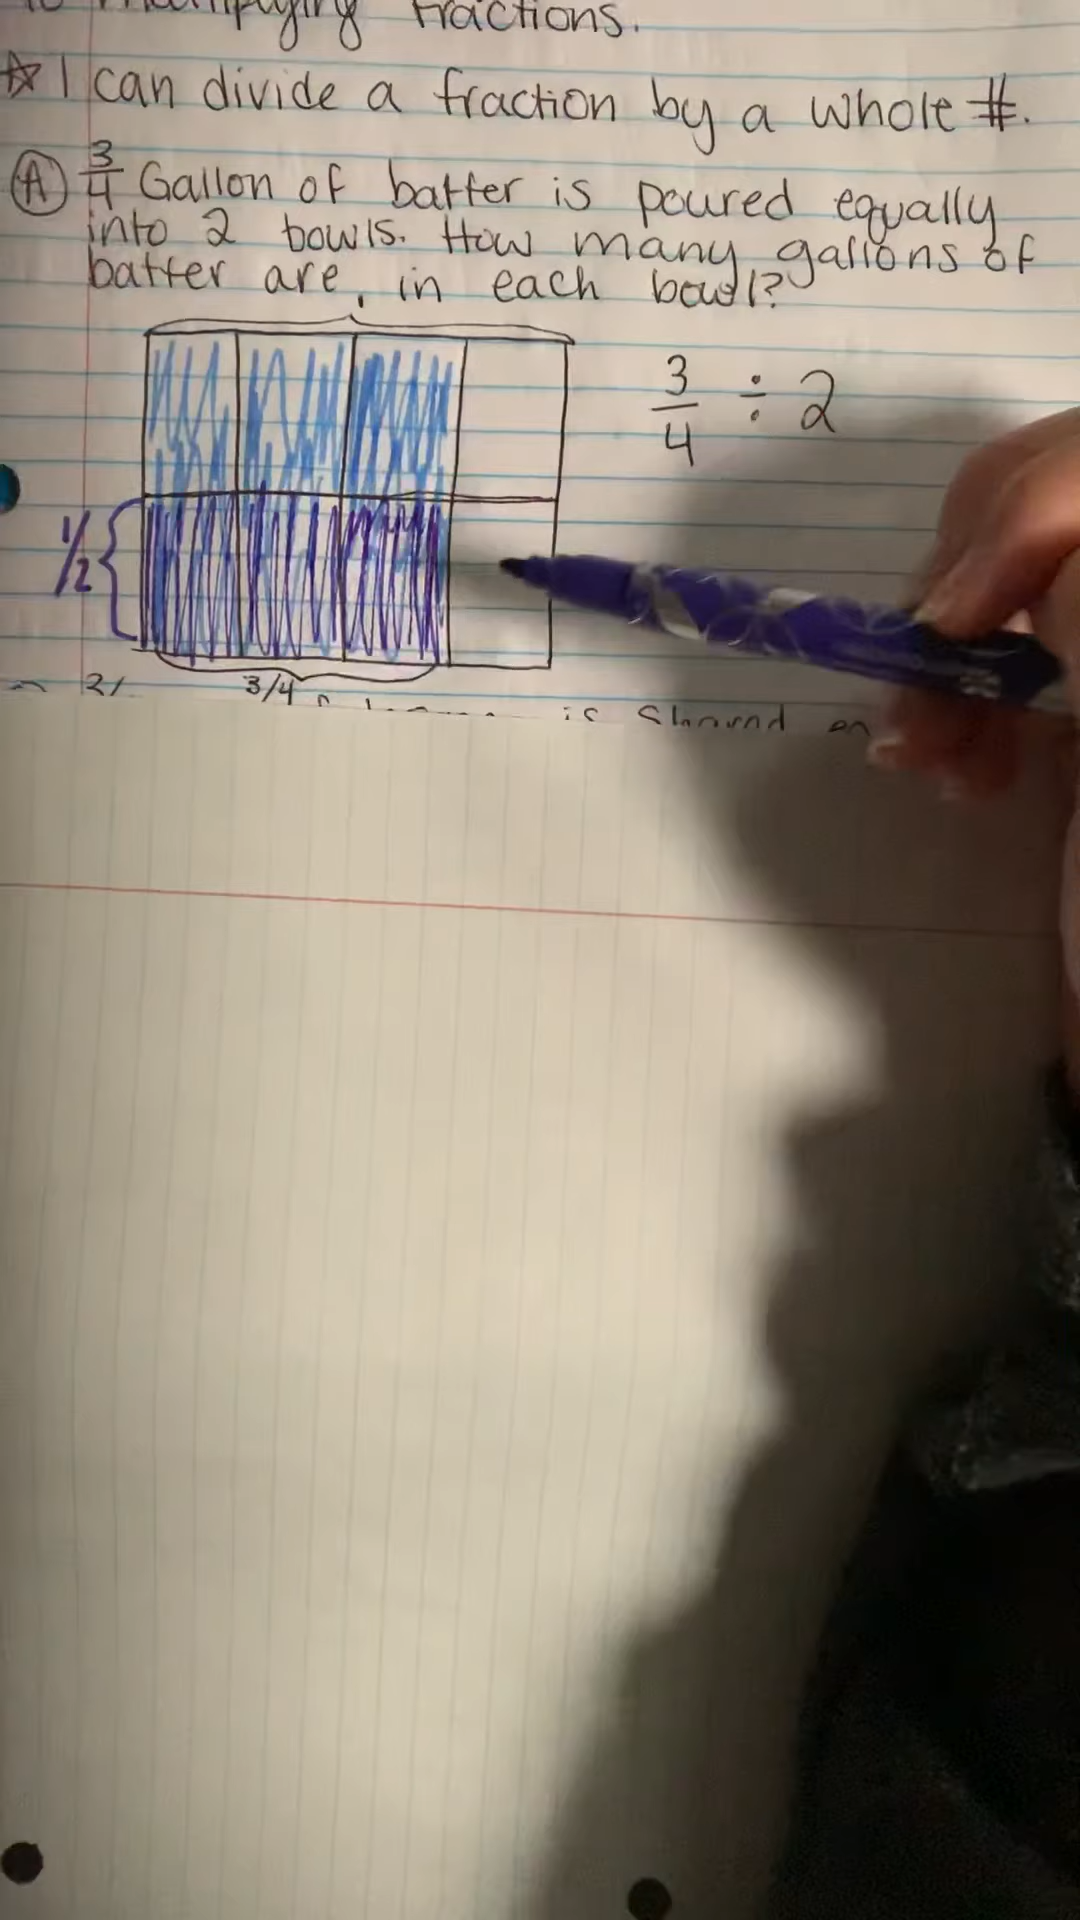 fractions.
☆ I can divide a fraction by a whole #.
Ⓐ 3/4 Gallon of batter is poured equally
into 2 bowls. How many gallons of
batter are in each bowl?
3/4 ÷ 2
1/2
3/4
is